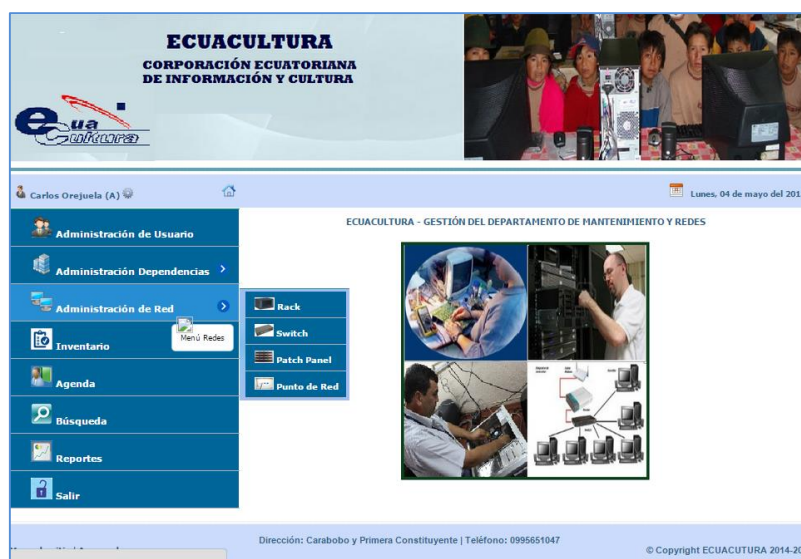 ECUACULTURA
CORPORACIÓN ECUATORIANA
DE INFORMACIÓN Y CULTURA
Ecua
Cultura
Carlos Orejuela (A)
Lunes, 04 de mayo del 201
Administración de Usuario
Administración Dependencias
Administración de Red
Menú Redes
Inventario
Agenda
Búsqueda
Reportes
Salir
Rack
Switch
Patch Panel
Punto de Red
ECUACULTURA - GESTIÓN DEL DEPARTAMENTO DE MANTENIMIENTO Y REDES
Dirección: Carabobo y Primera Constituyente | Teléfono: 0995651047
© Copyright ECUACUTURA 2014-20